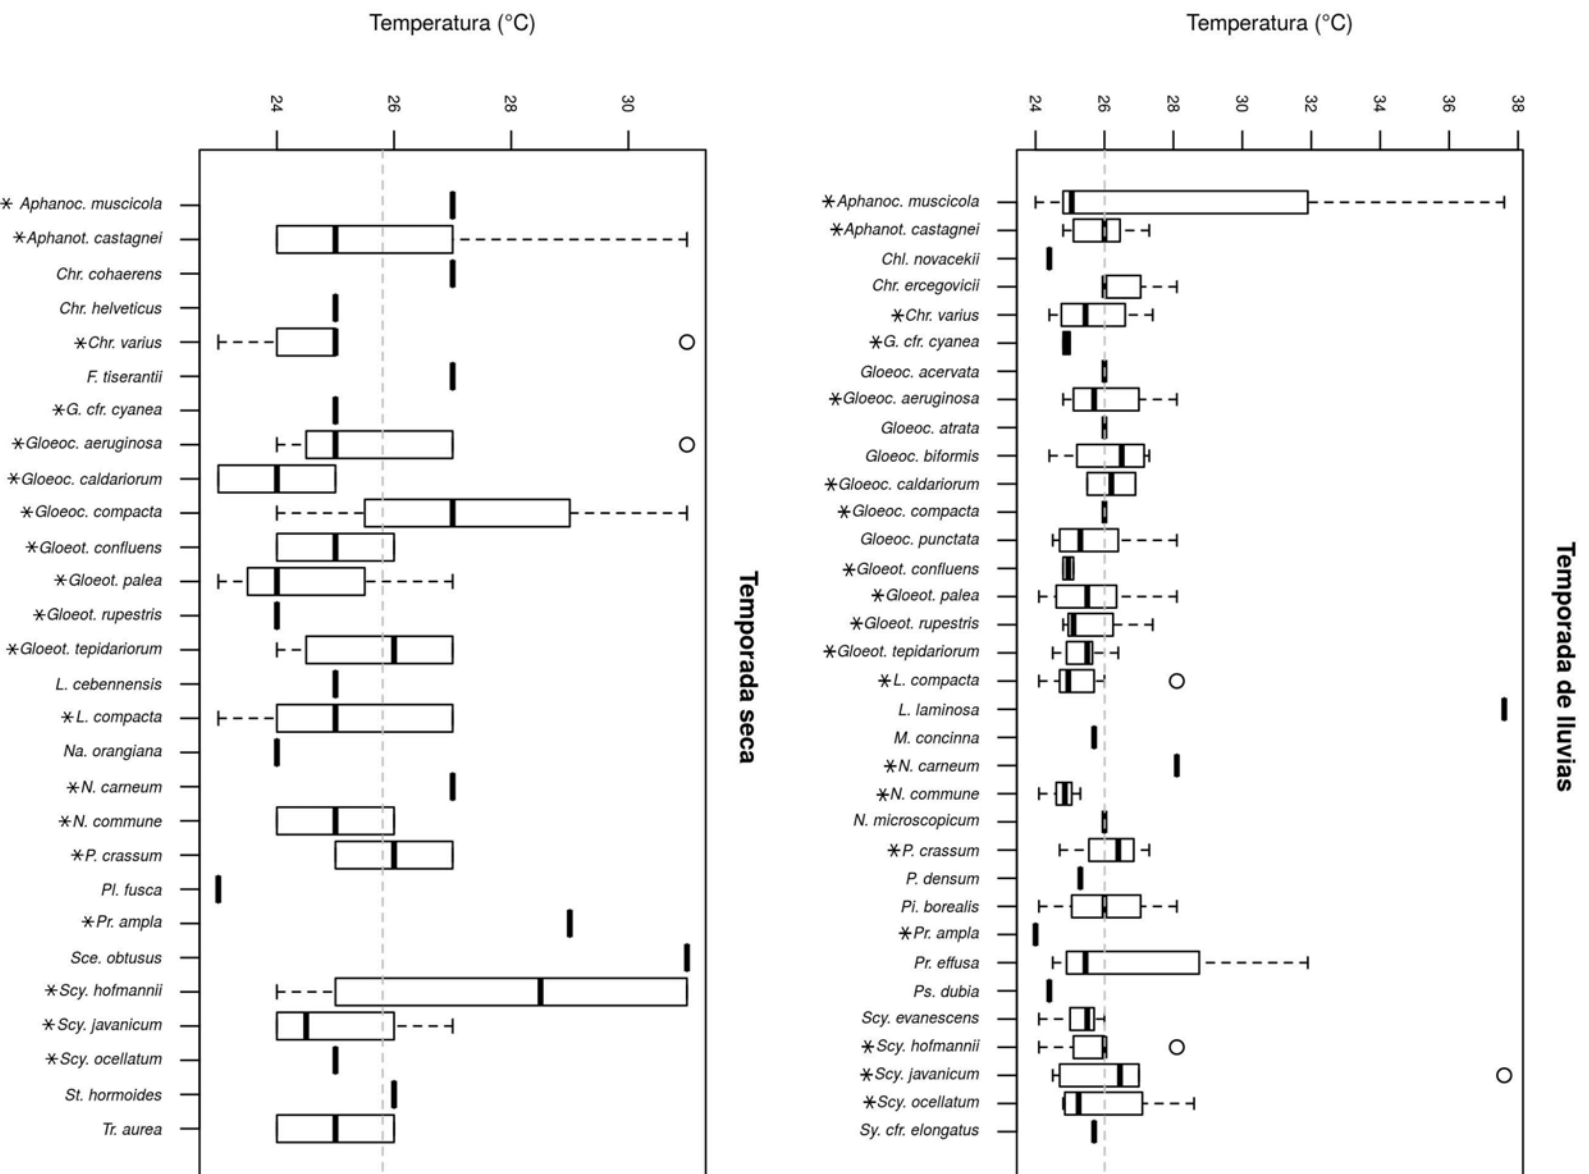 Temperatura (°C)
24 26 28 30
* Aphanoc. muscicola
*Aphanot. castagnei
Chr. cohaerens
Chr. helveticus
*Chr. varius
F. tiserantii
*G. cfr. cyanea
*Gloeoc. aeruginosa
*Gloeoc. caldariorum
*Gloeoc. compacta
*Gloeot. confluens
*Gloeot. palea
*Gloeot. rupestris
*Gloeot. tepidariorum
L. cebennensis
*L. compacta
Na. orangiana
*N. carneum
*N. commune
*P. crassum
Pl. fusca
*Pr. ampla
Sce. obtusus
*Scy. hofmannii
*Scy. javanicum
*Scy. ocellatum
St. hormoides
Tr. aurea
Temporada seca
Temperatura (°C)
24 26 28 30 32 34 36 38
*Aphanoc. muscicola
*Aphanot. castagnei
Chl. novacekii
Chr. ercegovicii
*Chr. varius
*G. cfr. cyanea
Gloeoc. acervata
*Gloeoc. aeruginosa
Gloeoc. atrata
Gloeoc. biformis
*Gloeoc. caldariorum
*Gloeoc. compacta
Gloeoc. punctata
*Gloeot. confluens
*Gloeot. palea
*Gloeot. rupestris
*Gloeot. tepidariorum
*L. compacta
L. laminosa
M. concinna
*N. carneum
*N. commune
N. microscopicum
*P. crassum
P. densum
Pi. borealis
*Pr. ampla
Pr. effusa
Ps. dubia
Scy. evanescens
*Scy. hofmannii
*Scy. javanicum
*Scy. ocellatum
Sy. cfr. elongatus
Temporada de lluvias